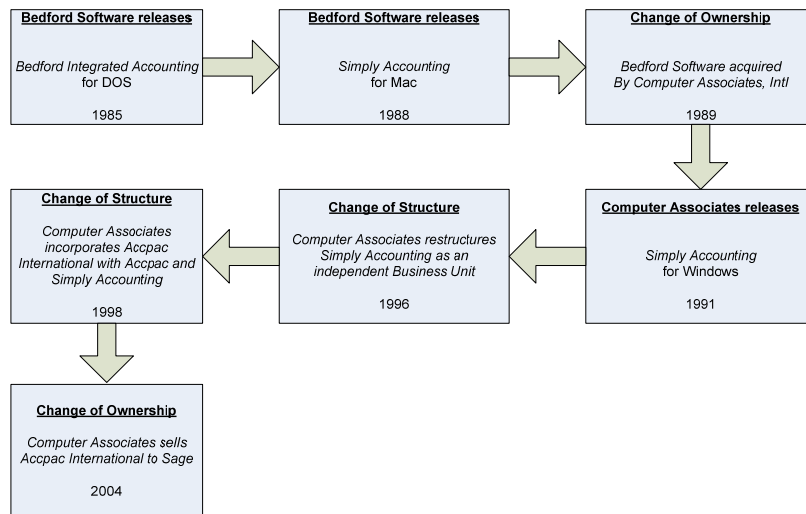 Bedford Software releases
Bedford Integrated Accounting
for DOS
1985
Bedford Software releases
Simply Accounting
for Mac
1988
Change of Ownership
Bedford Software acquired
By Computer Associates, Intl
1989
Computer Associates releases
Simply Accounting
for Windows
1991
Change of Structure
Computer Associates restructures
Simply Accounting as an
independent Business Unit
1996
Change of Structure
Computer Associates
incorporates Accpac
International with Accpac and
Simply Accounting
1998
Change of Ownership
Computer Associates sells
Accpac International to Sage
2004